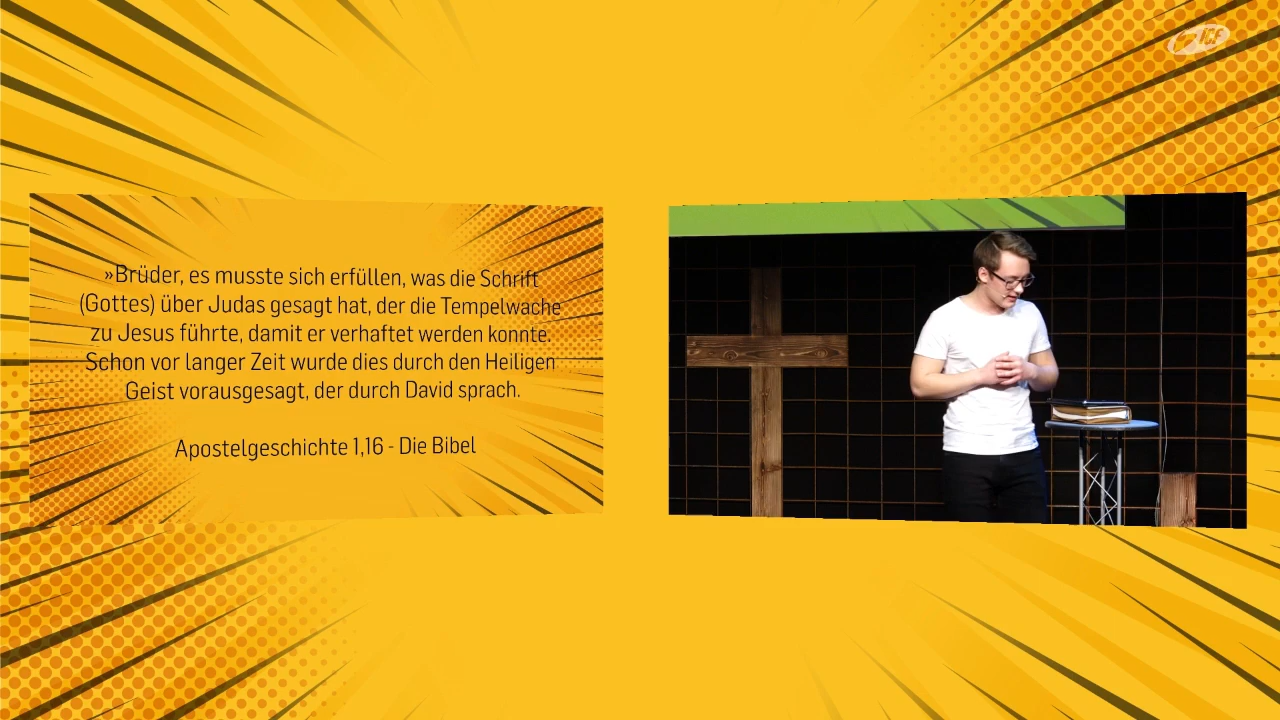 ICF
»Brüder, es musste sich erfüllen, was die Schrift
(Gottes) über Judas gesagt hat, der die Tempelwache
zu Jesus führte, damit er verhaftet werden konnte.
Schon vor langer Zeit wurde dies durch den Heiligen
Geist vorausgesagt, der durch David sprach.
Apostelgeschichte 1,16 - Die Bibel